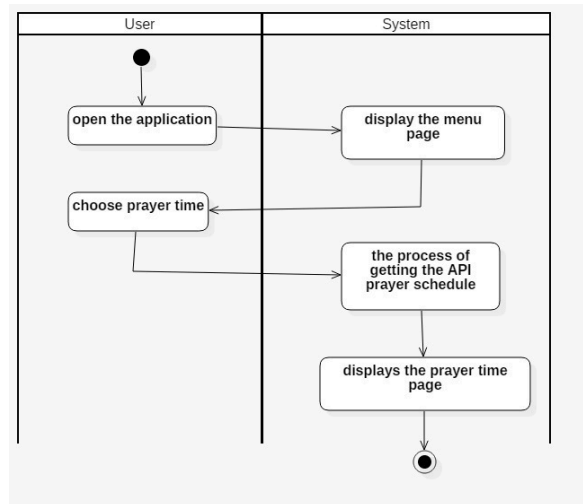 User
System
open the application
display the menu
page
choose prayer time
the process of
getting the API
prayer schedule
displays the prayer time
page